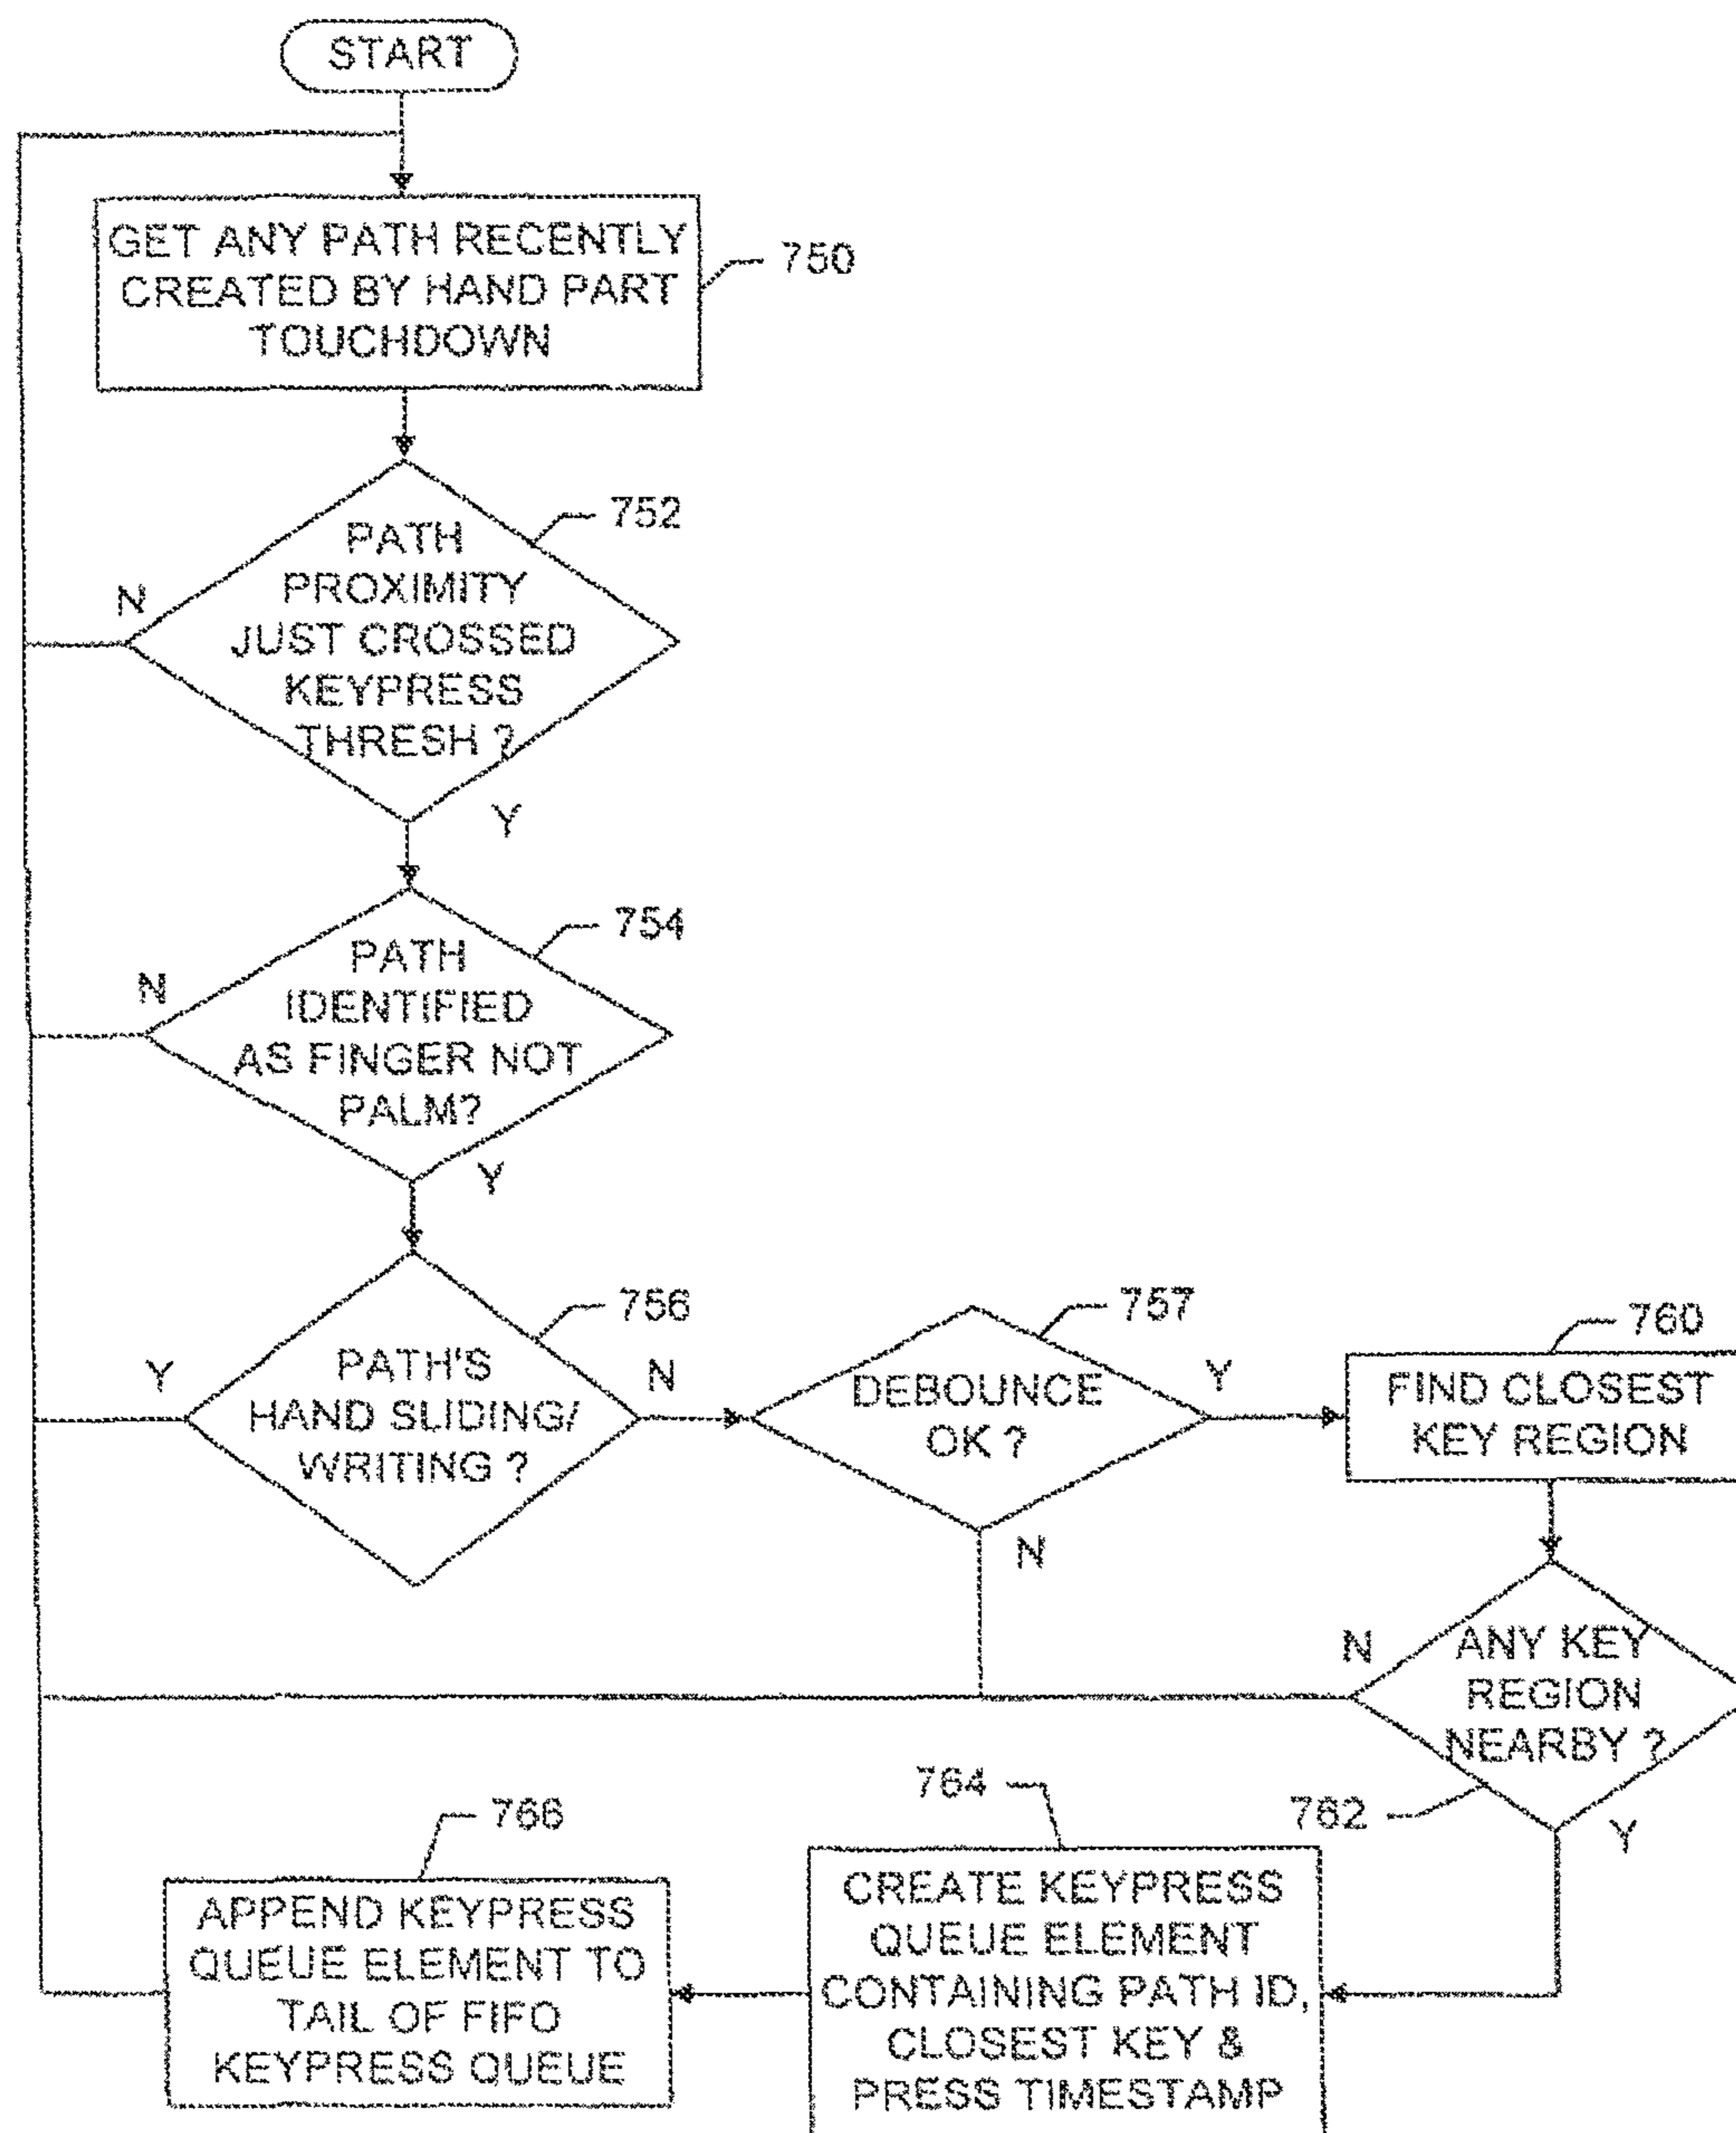 START
GET ANY PATH RECENTLY
CREATED BY HAND PART
TOUCHDOWN
750
752
PATH
PROXIMITY
JUST CROSSED
KEYPRESS
THRESH ?
N
Y
754
PATH
IDENTIFIED
AS FINGER NOT
PALM?
N
Y
756
PATH'S
HAND SLIDING/
WRITING ?
Y
N
757
DEBOUNCE
OK ?
Y
N
760
FIND CLOSEST
KEY REGION
N
ANY KEY
REGION
NEARBY ?
762
Y
764
CREATE KEYPRESS
QUEUE ELEMENT
CONTAINING PATH ID,
CLOSEST KEY &
PRESS TIMESTAMP
766
APPEND KEYPRESS
QUEUE ELEMENT TO
TAIL OF FIFO
KEYPRESS QUEUE